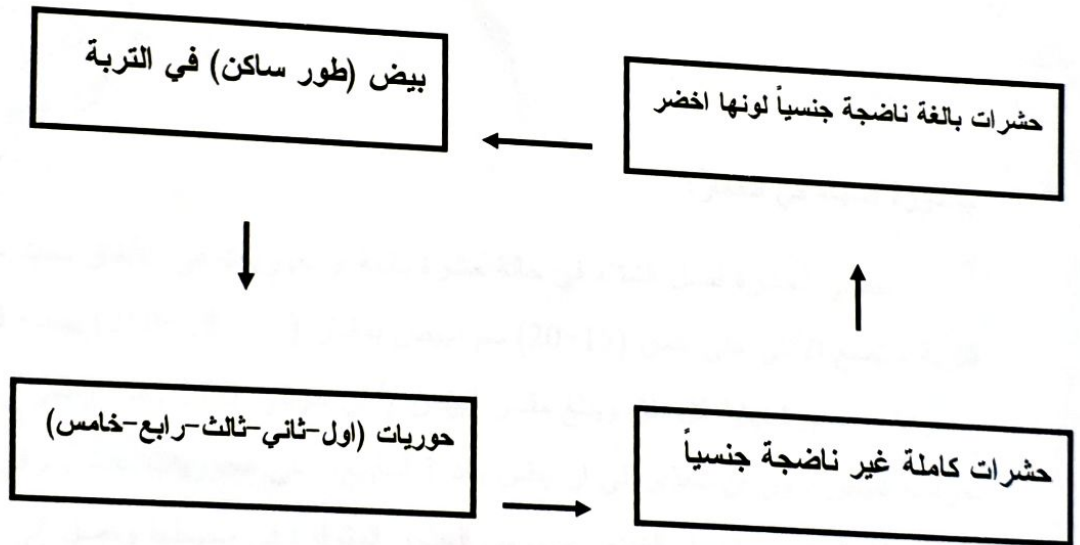 حشرات بالغة ناضجة جنسياً لونها اخضر
بيض (طور ساكن) في التربة
حوريات (اول-ثاني-ثالث-رابع-خامس)
حشرات كاملة غير ناضجة جنسياً